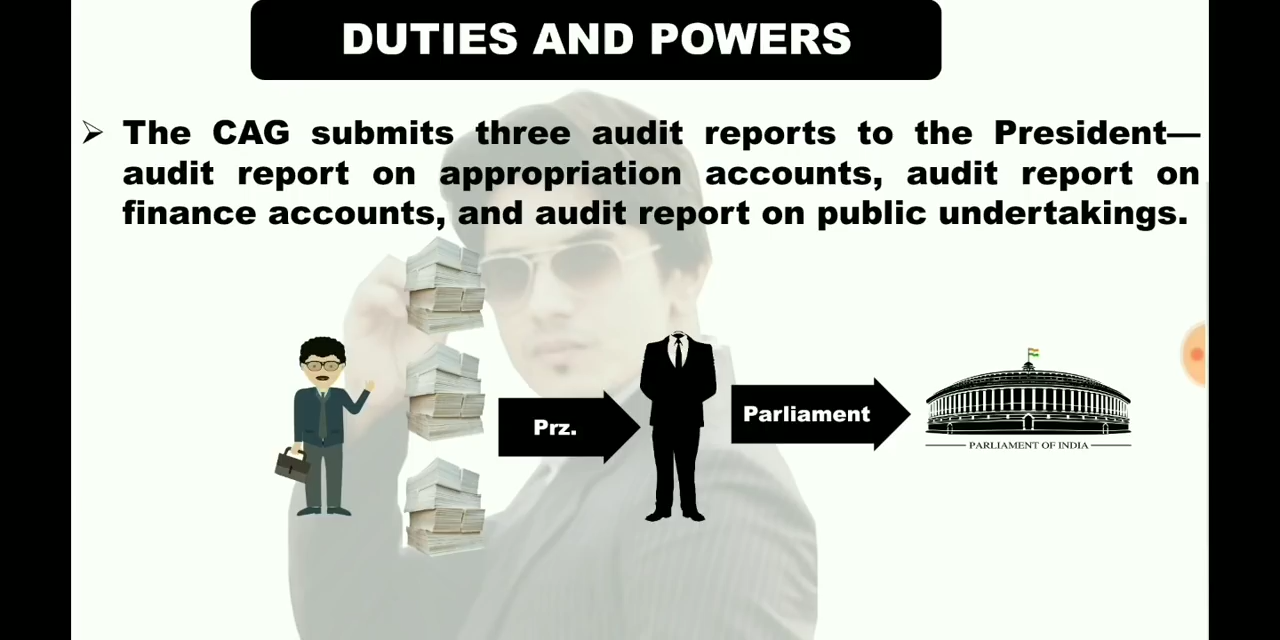 DUTIES AND POWERS
➢ The CAG submits three audit reports to the President—
audit report on appropriation accounts, audit report on
finance accounts, and audit report on public undertakings.
Prz.
Parliament
PARLIAMENT OF INDIA